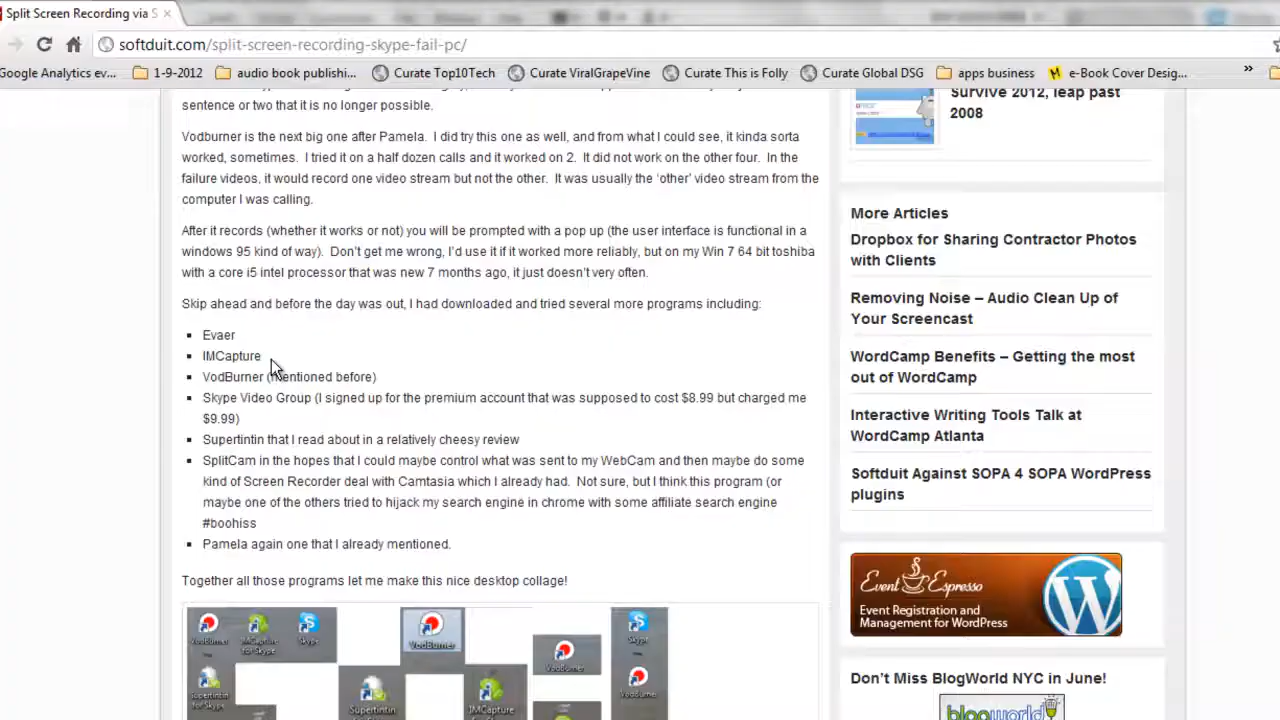 Split Screen Recording via S
softduit.com/split-screen-recording-skype-fail-pc/
Google Analytics ev...
1-9-2012
audio book publishi...
Curate Top10Tech
Curate ViralGrapeVine
Curate This is Folly
Curate Global DSG
apps business
e-Book Cover Desig...
sentence or two that it is no longer possible.
Vodburner is the next big one after Pamela. I did try this one as well, and from what I could see, it kinda sorta
worked, sometimes. I tried it on a half dozen calls and it worked on 2. It did not work on the other four. In the
failure videos, it would record one video stream but not the other. It was usually the 'other' video stream from the
computer I was calling.
After it records (whether it works or not) you will be prompted with a pop up (the user interface is functional in a
windows 95 kind of way). Don't get me wrong, I'd use it if it worked more reliably, but on my Win 7 64 bit toshiba
with a core i5 intel processor that was new 7 months ago, it just doesn't very often.
Skip ahead and before the day was out, I had downloaded and tried several more programs including:
Evaer
IMCapture
VodBurner (mentioned before)
Skype Video Group (I signed up for the premium account that was supposed to cost $8.99 but charged me
$9.99)
Supertintin that I read about in a relatively cheesy review
SplitCam in the hopes that I could maybe control what was sent to my WebCam and then maybe do some
kind of Screen Recorder deal with Camtasia which I already had. Not sure, but I think this program (or
maybe one of the others tried to hijack my search engine in chrome with some affiliate search engine
#boohiss
Pamela again one that I already mentioned.
Together all those programs let me make this nice desktop collage!
VodBurner
IMCapture
for Skype
Skype
VodBurner
VodBurner
Skype
VodBurner
Supertintin
for Skype
Supertintin
IMCapture
Survive 2012, leap past
2008
More Articles
Dropbox for Sharing Contractor Photos
with Clients
Removing Noise – Audio Clean Up of
Your Screencast
WordCamp Benefits – Getting the most
out of WordCamp
Interactive Writing Tools Talk at
WordCamp Atlanta
Softduit Against SOPA 4 SOPA WordPress
plugins
Event Espresso
Event Registration and
Management for WordPress
Don't Miss BlogWorld NYC in June!
blogworld